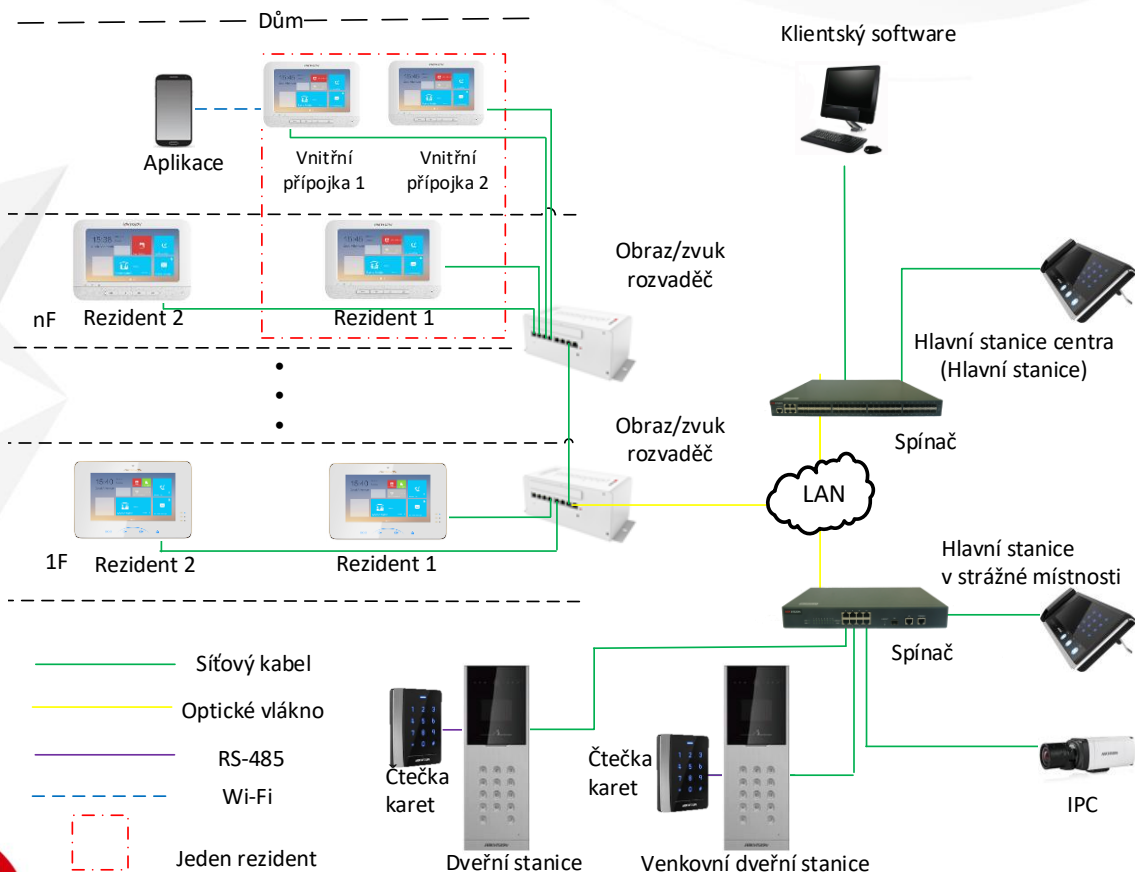 Dům
Klientský software
Aplikace
Vnitřní
přípojka 1
Vnitřní
přípojka 2
Obraz/zvuk
rozvaděč
nF
Rezident 2
Rezident 1
Hlavní stanice centra
(Hlavní stanice)
Spínač
Obraz/zvuk
rozvaděč
LAN
1F
Rezident 2
Rezident 1
Hlavní stanice
v strážné místnosti
Spínač
Síťový kabel
Optické vlákno
RS-485
Wi-Fi
Jeden rezident
Čtečka
karet
Dveřní stanice
Čtečka
karet
Venkovní dveřní stanice
IPC